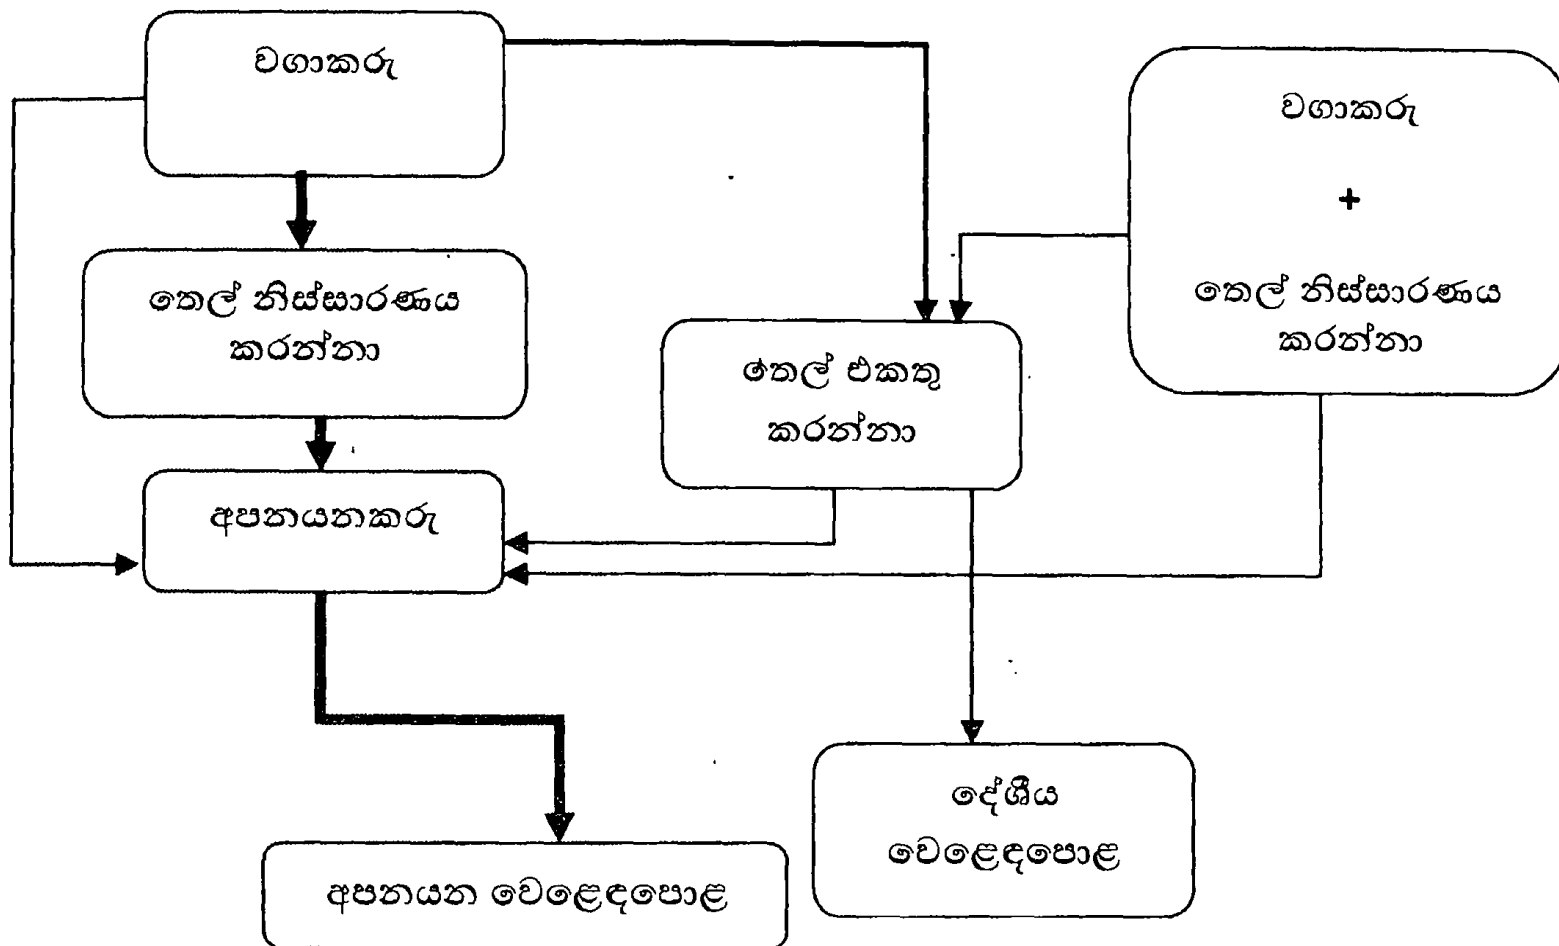 වගාකරු
වගාකරු
+
තෙල් නිස්සාරණය
කරන්නා
තෙල් නිස්සාරණය
කරන්නා
තෙල් එකතු
කරන්නා
අපනයනකරු
දේශීය
වෙළෙඳපොළ
අපනයන වෙළෙඳපොළ